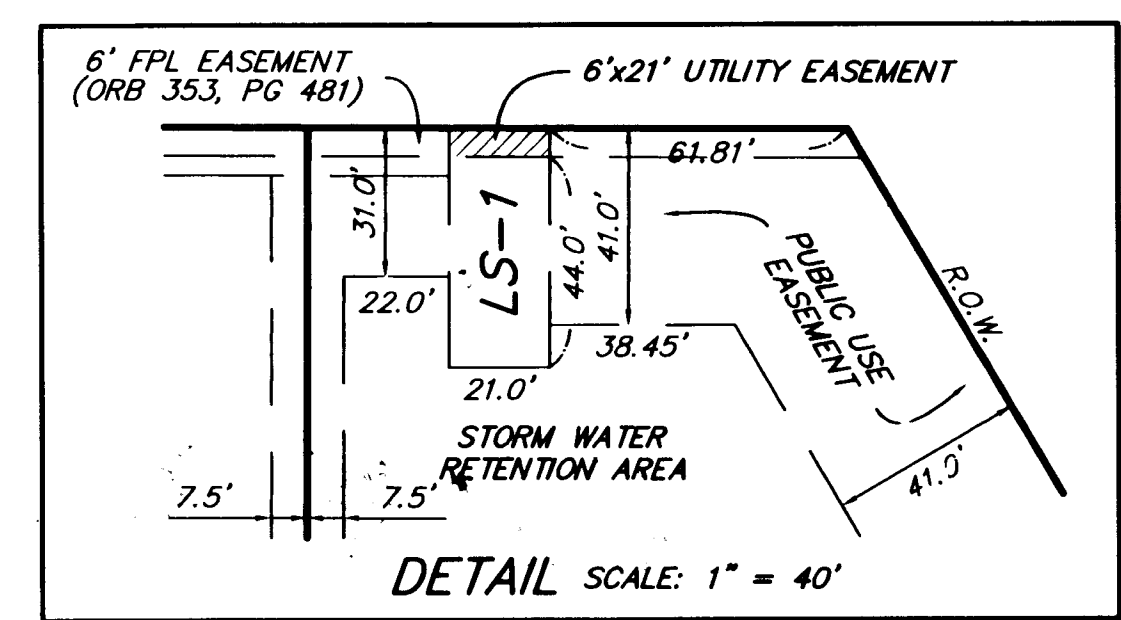 6' FPL EASEMENT
(ORB 353, PG 481)
6'x21' UTILITY EASEMENT
61.81'
31.0'
LS-1
44.0'
41.0'
PUBLIC USE
EASEMENT
R.O.W.
22.0'
38.45'
21.0'
STORM WATER
RETENTION AREA
41.0'
7.5'
7.5'
DETAIL SCALE: 1" = 40'